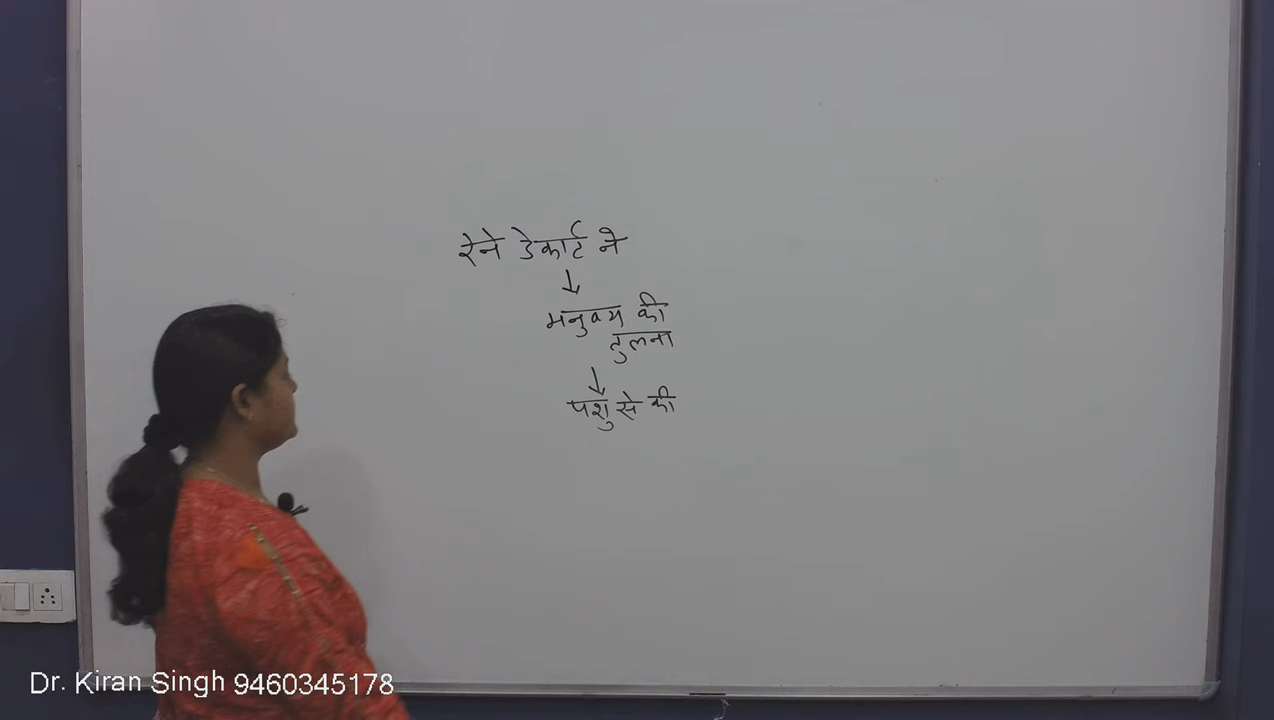 रेने डेकार्ट ने
↓
मनुष्य की
तुलना
↓
पशु से की
Dr. Kiran Singh 9460345178